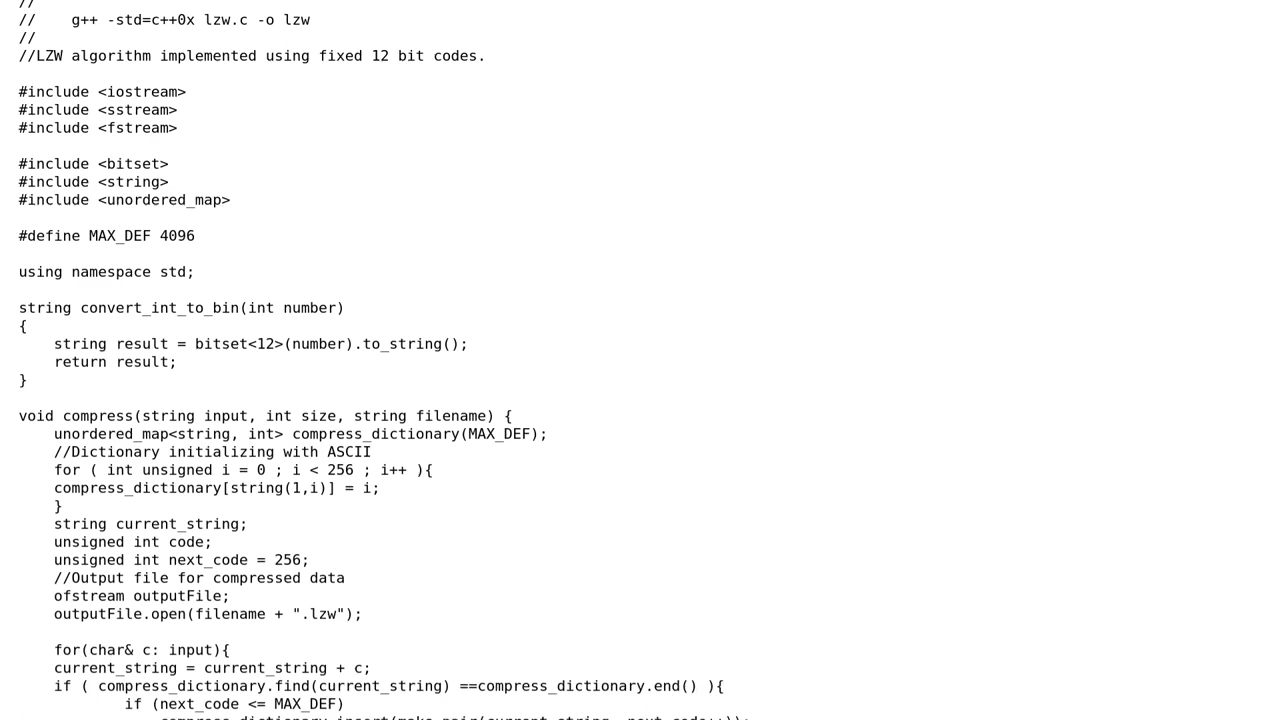 //
//    g++ -std=c++0x lzw.c -o lzw
//
//LZW algorithm implemented using fixed 12 bit codes.

#include <iostream>
#include <sstream>
#include <fstream>

#include <bitset>
#include <string>
#include <unordered_map>

#define MAX_DEF 4096

using namespace std;

string convert_int_to_bin(int number)
{
    string result = bitset<12>(number).to_string();
    return result;
}

void compress(string input, int size, string filename) {
    unordered_map<string, int> compress_dictionary(MAX_DEF);
    //Dictionary initializing with ASCII
    for ( int unsigned i = 0 ; i < 256 ; i++ ){
    compress_dictionary[string(1,i)] = i;
    }
    string current_string;
    unsigned int code;
    unsigned int next_code = 256;
    //Output file for compressed data
    ofstream outputFile;
    outputFile.open(filename + ".lzw");

    for(char& c: input){
    current_string = current_string + c;
    if ( compress_dictionary.find(current_string) ==compress_dictionary.end() ){
            if (next_code <= MAX_DEF)
                compress_dictionary.insert(make_pair(current_string, next_code++));